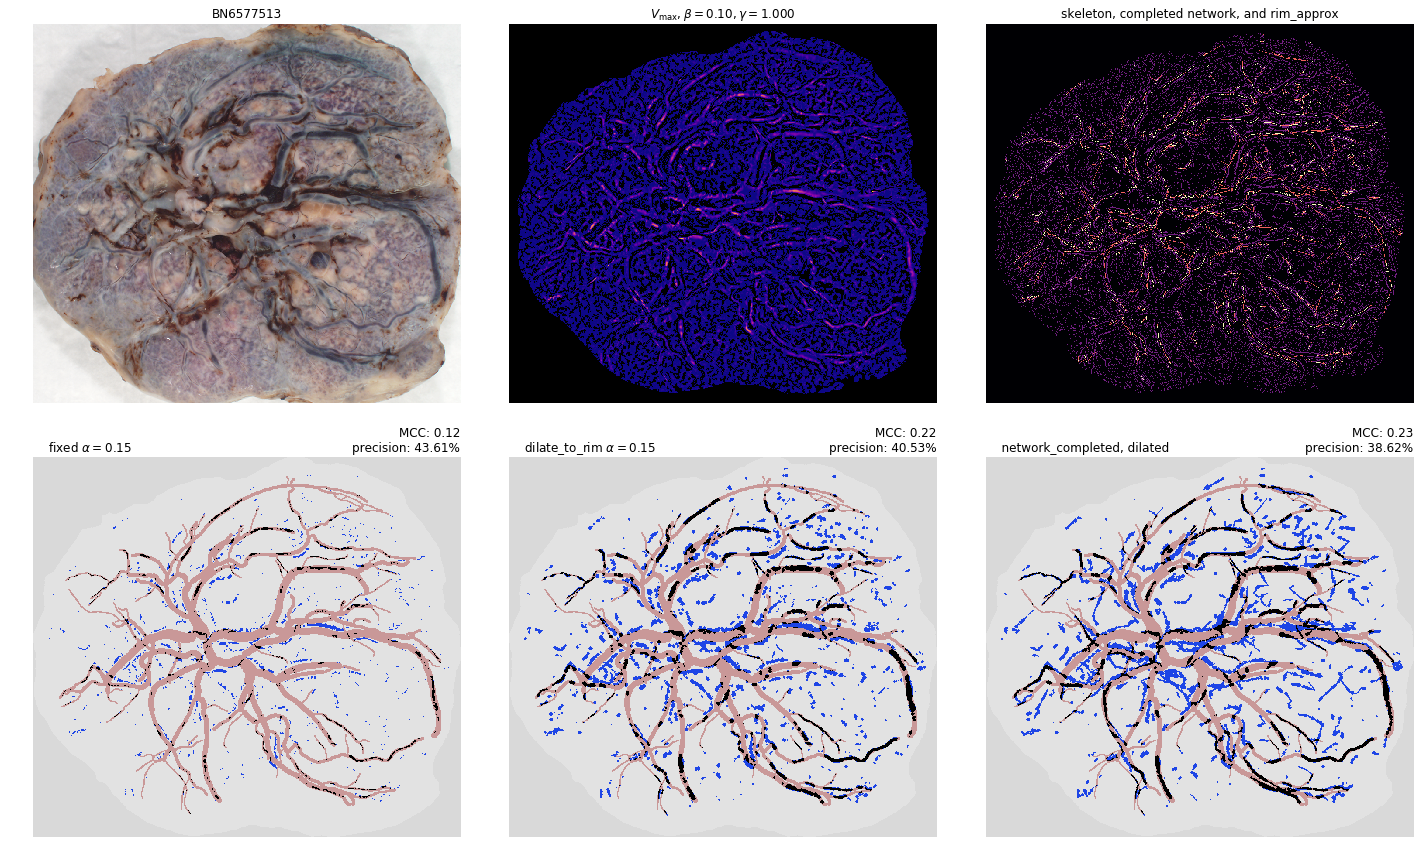 BN6577513
V_max, β = 0.10, γ = 1.000
skeleton, completed network, and rim_approx
MCC: 0.12
fixed α = 0.15 precision: 43.61%
MCC: 0.22
dilate_to_rim α = 0.15 precision: 40.53%
MCC: 0.23
network_completed, dilated precision: 38.62%